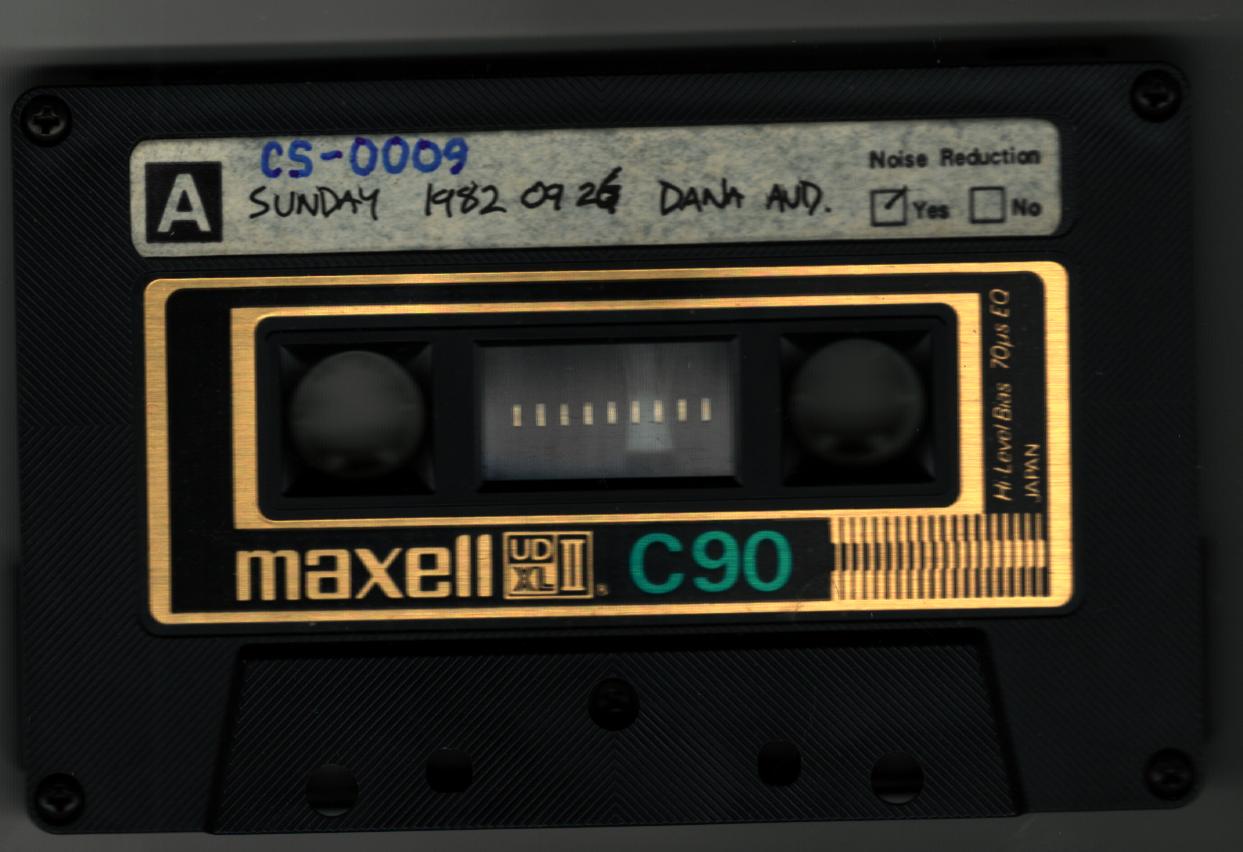 CS-0009
A
SUNDAY 1982 09 26 DANA AUD.
Noise Reduction
Yes No
Hi Level Bias 70µs EQ
JAPAN
maxell UD XL II C90